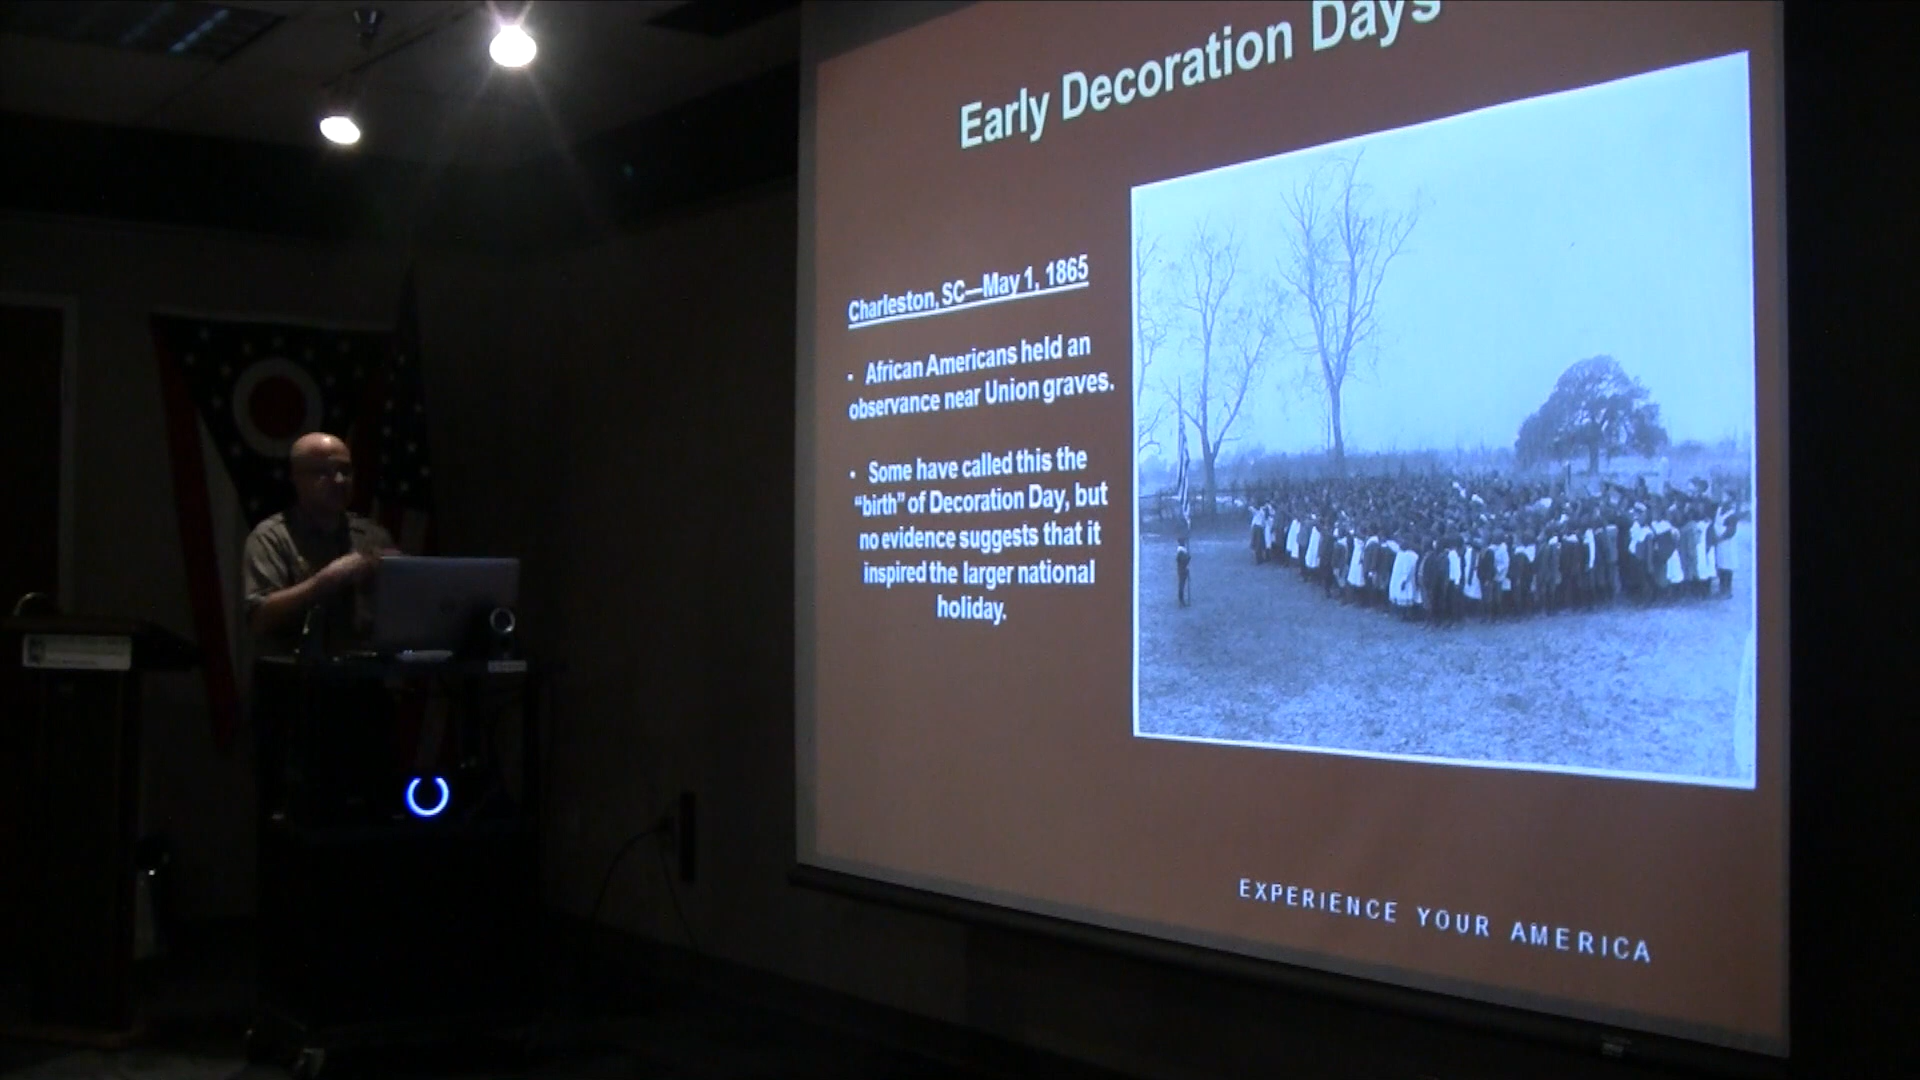 Early Decoration Days
Charleston, SC—May 1, 1865
• African Americans held an
observance near Union graves.
• Some have called this the
“birth” of Decoration Day, but
no evidence suggests that it
inspired the larger national
holiday.
EXPERIENCE YOUR AMERICA